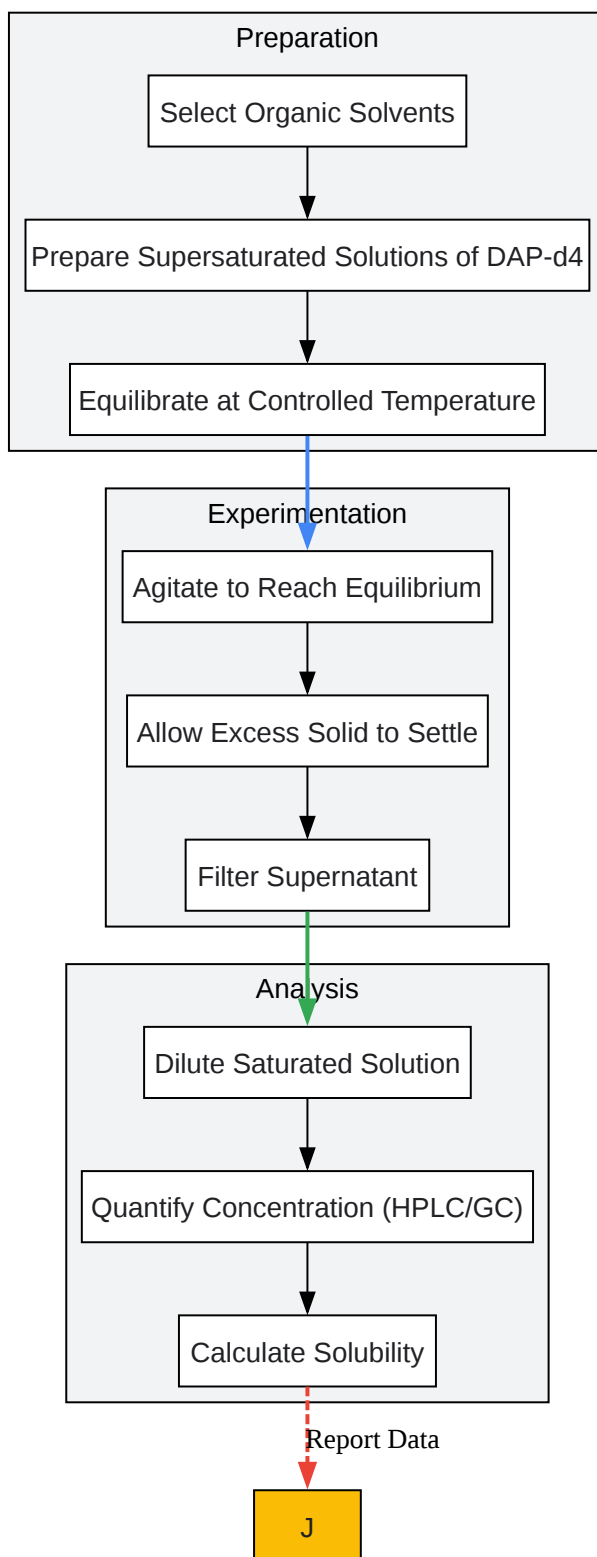 Preparation
Select Organic Solvents
Prepare Supersaturated Solutions of DAP-d4
Equilibrate at Controlled Temperature
Experimentation
Agitate to Reach Equilibrium
Allow Excess Solid to Settle
Filter Supernatant
Analysis
Dilute Saturated Solution
Quantify Concentration (HPLC/GC)
Calculate Solubility
Report Data
J